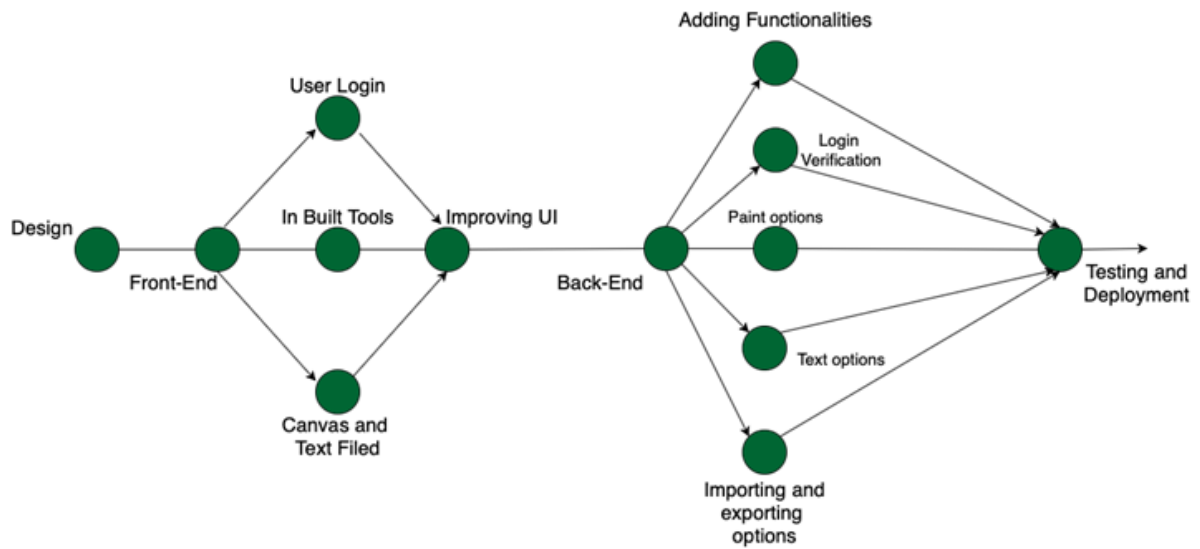 Adding Functionalities
User Login
Login
Verification
In Built Tools
Improving UI
Paint options
Design
Front-End
Back-End
Testing and
Deployment
Text options
Canvas and
Text Filed
Importing and
exporting
options